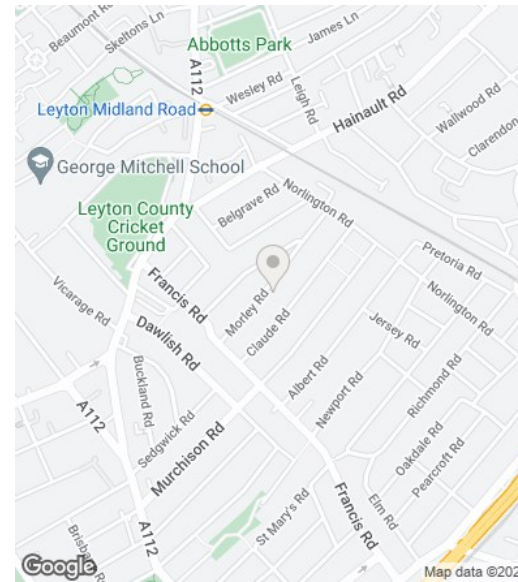 Beaumont R
Skeltons Ln
Abbotts Park
James Ln
A112
Wesley Rd
Leigh Rd
Leyton Midland Road
Hainault Rd
Wallwood Rd
Clarendon
George Mitchell School
Belgrave Rd
Norlington Rd
Leyton County
Cricket
Ground
Pretoria Rd
Vicarage Rd
Francis Rd
Morley Rd
Norlington Rd
Dawlish Rd
Claude Rd
Jersey Rd
Buckland Rd
Albert Rd
Newport Rd
Richmond Rd
A112
Sedgwick Rd
Murchison Rd
Oakdale Rd
Pearcroft Rd
St Mary's Rd
Francis Rd
Elm Rd
A112
Brisba
Google
Map data ©202